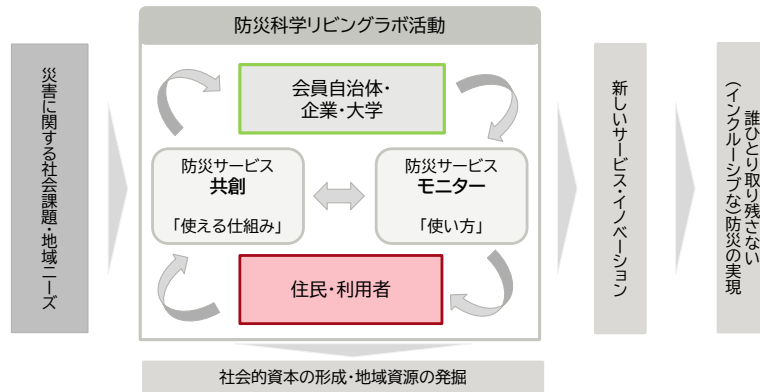 防災科学リビングラボ活動
災害に関する社会課題・地域ニーズ
会員自治体・
企業・大学
防災サービス
共創
「使える仕組み」
防災サービス
モニター
「使い方」
住民・利用者
新しいサービス・イノベーション
誰ひとり取り残さない
(インクルーシブな)防災の実現
社会的資本の形成・地域資源の発掘